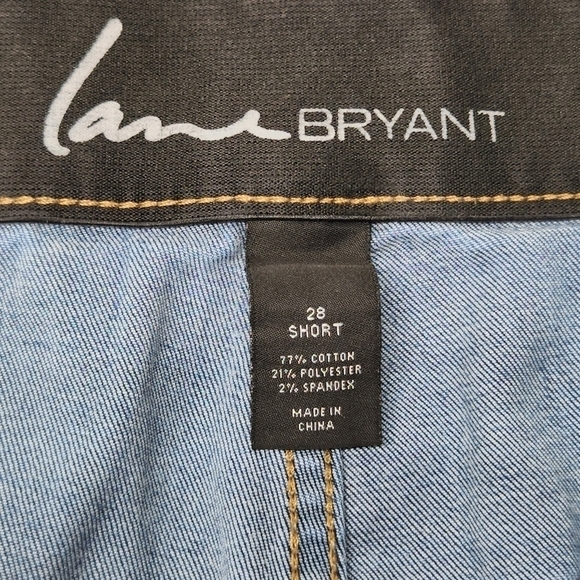 lane BRYANT
28
SHORT
77% COTTON
21% POLYESTER
2% SPANDEX
MADE IN
CHINA